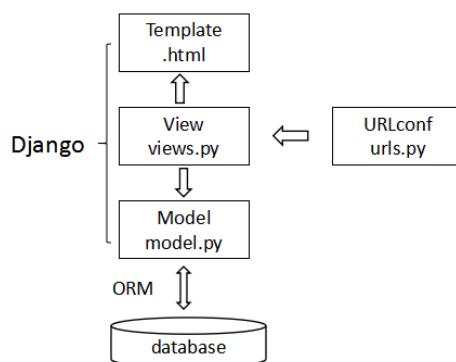 Template
.html
View
views.py
URLconf
urls.py
Django
Model
model.py
ORM
database